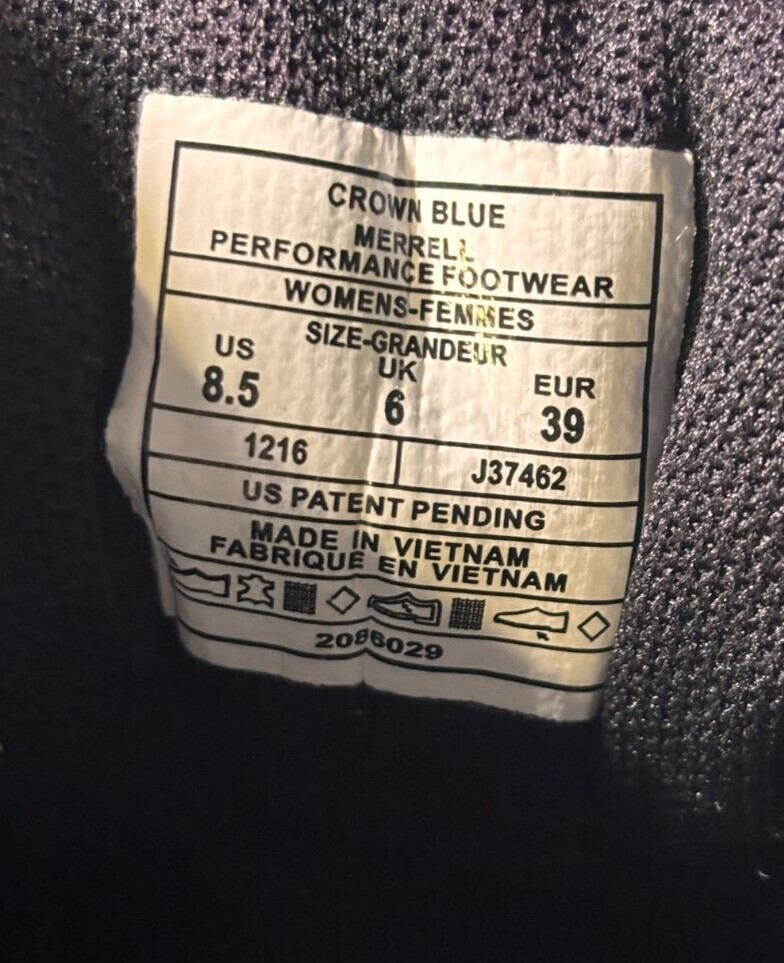 CROWN BLUE
MERRELL
PERFORMANCE FOOTWEAR
WOMENS-FEMMES
SIZE-GRANDEUR
US UK EUR
8.5 6 39
1216 J37462
US PATENT PENDING
MADE IN VIETNAM
FABRIQUE EN VIETNAM
2086029